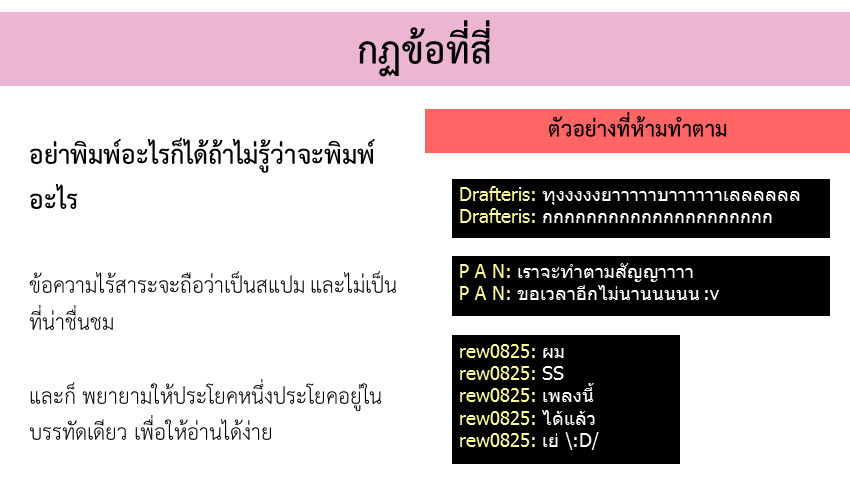 กฏข้อที่สี่
อย่าพิมพ์อะไรก็ได้ถ้าไม่รู้ว่าจะพิมพ์
อะไร
ข้อความไร้สาระจะถือว่าเป็นสแปม และไม่เป็น
ที่น่าชื่นชม
และก็ พยายามให้ประโยคหนึ่งประโยคอยู่ใน
บรรทัดเดียว เพื่อให้อ่านได้ง่าย
ตัวอย่างที่ห้ามทำตาม
Drafteris: ทุงงงงงยาาาาาบาาาาาาเลลลลลล
Drafteris: กกกกกกกกกกกกกกกกกกกกก
P A N: เราจะทำตามสัญญาาาา
P A N: ขอเวลาอีกไม่นานนนนน :v
rew0825: ผม
rew0825: SS
rew0825: เพลงนี้
rew0825: ได้แล้ว
rew0825: เย่ \:D/